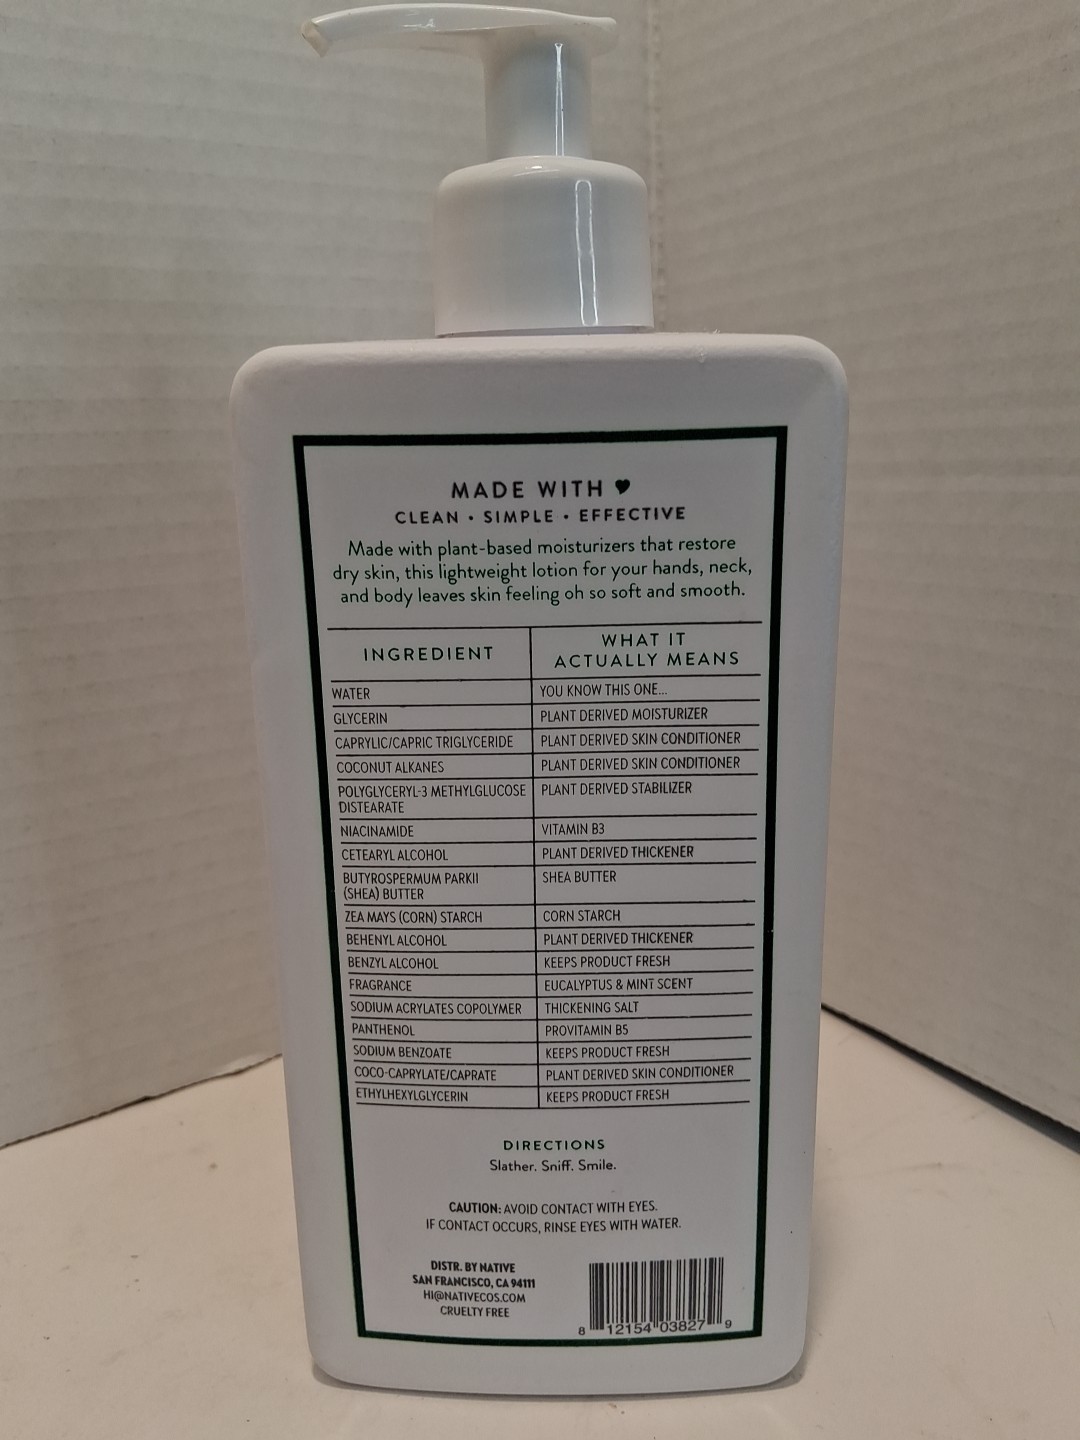 MADE WITH ♥
CLEAN • SIMPLE • EFFECTIVE
Made with plant-based moisturizers that restore
dry skin, this lightweight lotion for your hands, neck,
and body leaves skin feeling oh so soft and smooth.
INGREDIENT WHAT IT ACTUALLY MEANS
WATER YOU KNOW THIS ONE...
GLYCERIN PLANT DERIVED MOISTURIZER
CAPRYLIC/CAPRIC TRIGLYCERIDE PLANT DERIVED SKIN CONDITIONER
COCONUT ALKANES PLANT DERIVED SKIN CONDITIONER
POLYGLYCERYL-3 METHYLGLUCOSE PLANT DERIVED STABILIZER
DISTEARATE
NIACINAMIDE VITAMIN B3
CETEARYL ALCOHOL PLANT DERIVED THICKENER
BUTYROSPERMUM PARKII SHEA BUTTER
(SHEA) BUTTER
ZEA MAYS (CORN) STARCH CORN STARCH
BEHENYL ALCOHOL PLANT DERIVED THICKENER
BENZYL ALCOHOL KEEPS PRODUCT FRESH
FRAGRANCE EUCALYPTUS & MINT SCENT
SODIUM ACRYLATES COPOLYMER THICKENING SALT
PANTHENOL PROVITAMIN B5
SODIUM BENZOATE KEEPS PRODUCT FRESH
COCO-CAPRYLATE/CAPRATE PLANT DERIVED SKIN CONDITIONER
ETHYLHEXYLGLYCERIN KEEPS PRODUCT FRESH
DIRECTIONS
Slather. Sniff. Smile.
CAUTION: AVOID CONTACT WITH EYES.
IF CONTACT OCCURS, RINSE EYES WITH WATER.
DISTR. BY NATIVE
SAN FRANCISCO, CA 94111
HI@NATIVECOS.COM
CRUELTY FREE
8 12154 03827 9